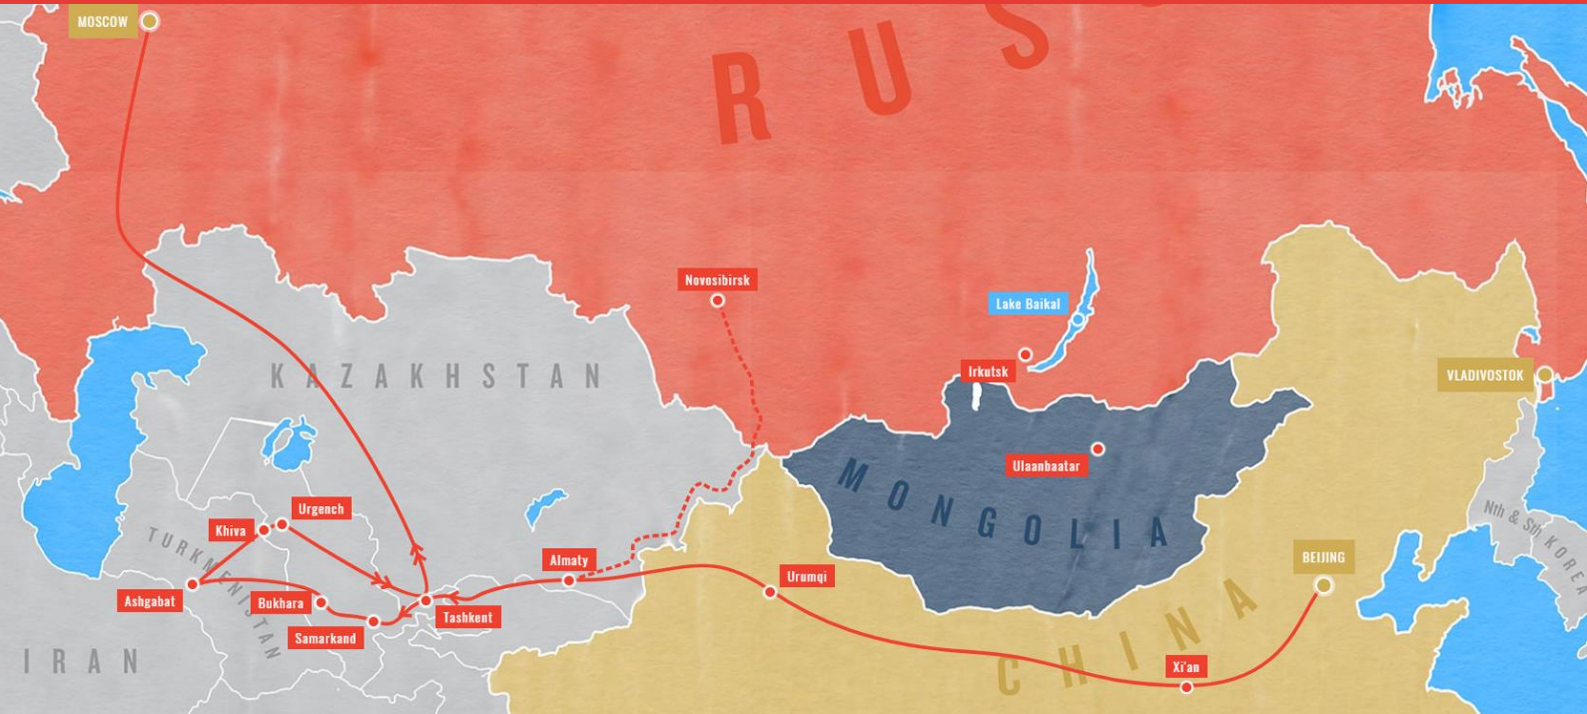 MOSCOW
R U S
Novosibirsk
Lake Baikal
Irkutsk
KAZAKHSTAN
VLADIVOSTOK
Ulaanbaatar
MONGOLIA
Urgench
Khiva
TURKMENISTAN
Nth & Sth KOREA
Almaty
BEIJING
Urumqi
Ashgabat
Bukhara
Tashkent
Samarkand
CHINA
IRAN
Xi'an